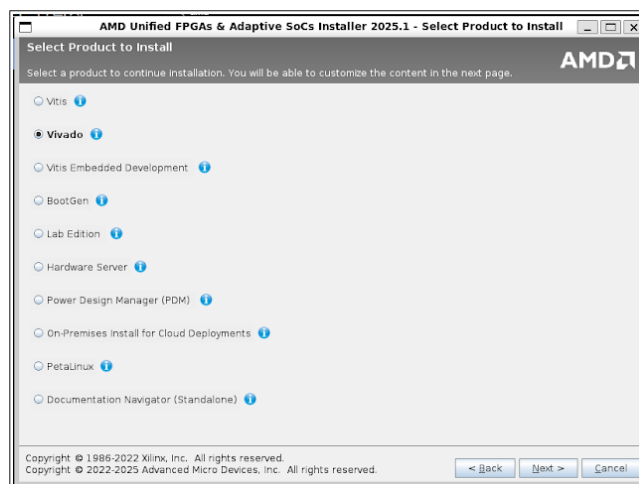 AMD Unified FPGAs & Adaptive SoCs Installer 2025.1 - Select Product to Install
Select Product to Install
Select a product to continue installation. You will be able to customize the content in the next page.
AMD
Vitis
Vivado
Vitis Embedded Development
BootGen
Lab Edition
Hardware Server
Power Design Manager (PDM)
On-Premises Install for Cloud Deployments
PetaLinux
Documentation Navigator (Standalone)
Copyright © 1986-2022 Xilinx, Inc. All rights reserved.
Copyright © 2022-2025 Advanced Micro Devices, Inc. All rights reserved.
< Back Next > Cancel